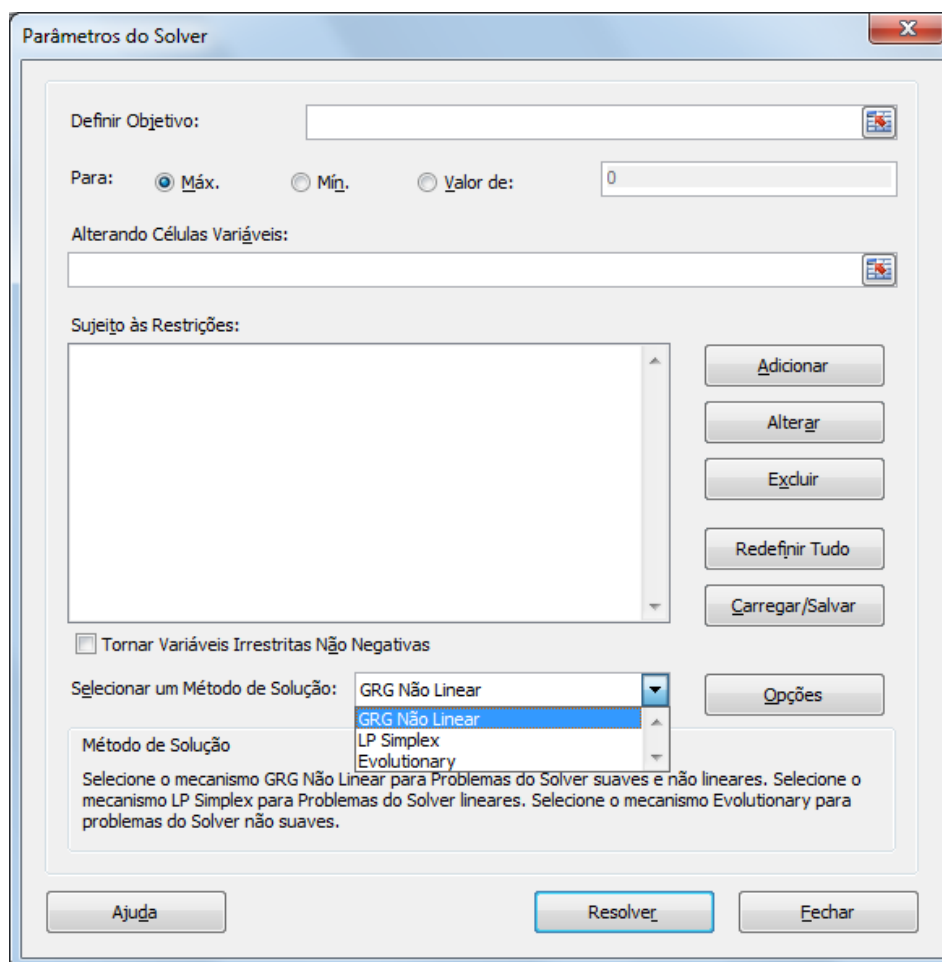 Parâmetros do Solver
Definir Objetivo:
Para: Máx. Mín. Valor de: 0
Alterando Células Variáveis:
Sujeito às Restrições:
Adicionar
Alterar
Excluir
Redefinir Tudo
Carregar/Salvar
Tornar Variáveis Irrestritas Não Negativas
Selecionar um Método de Solução: GRG Não Linear Opções
GRG Não Linear
LP Simplex
Evolutionary
Método de Solução
Selecione o mecanismo GRG Não Linear para Problemas do Solver suaves e não lineares. Selecione o
mecanismo LP Simplex para Problemas do Solver lineares. Selecione o mecanismo Evolutionary para
problemas do Solver não suaves.
Ajuda Resolver Fechar